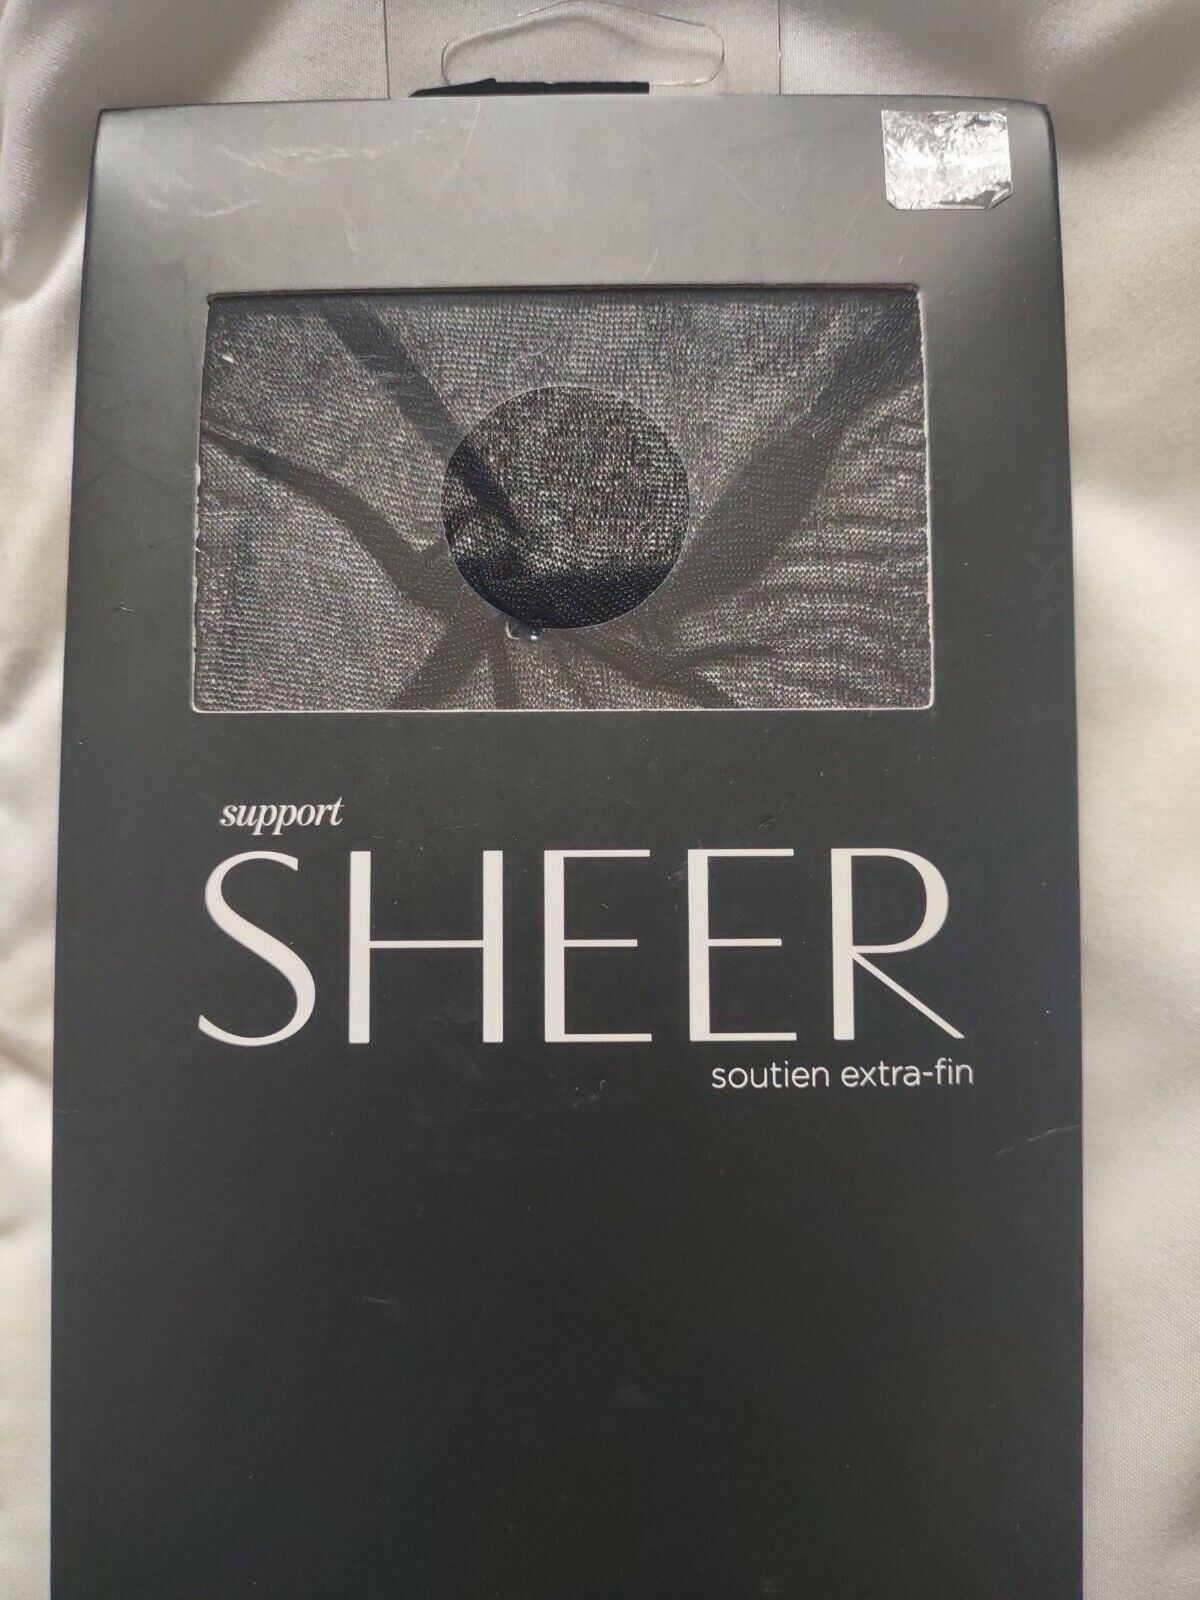 support
SHEER
soutien extra-fin